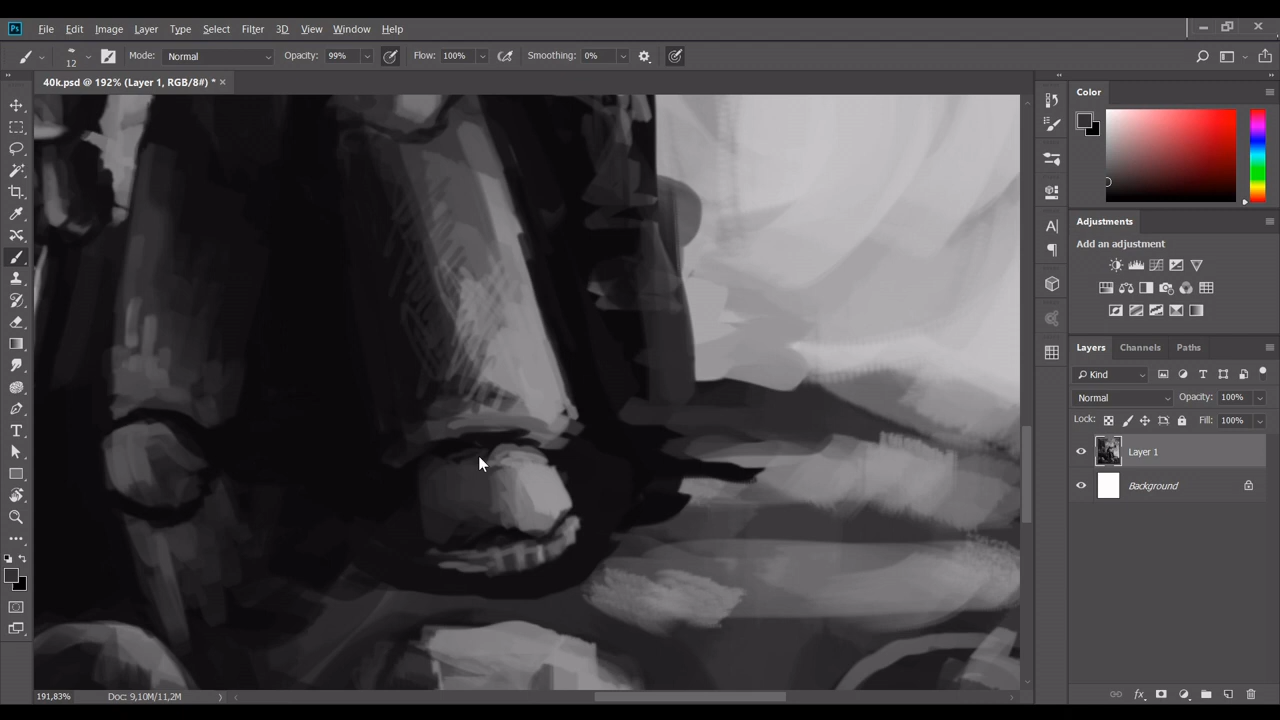 Ps File Edit Image Layer Type Select Filter 3D View Window Help
12 Mode: Normal Opacity: 99% Flow: 100% Smoothing: 0%
40k.psd @ 192% (Layer 1, RGB/8#) * ×
Color
Adjustments
Add an adjustment
Layers Channels Paths
Kind
Normal Opacity: 100%
Lock: Fill: 100%
Layer 1
Background
191,83% Doc: 9,10M/11,2M